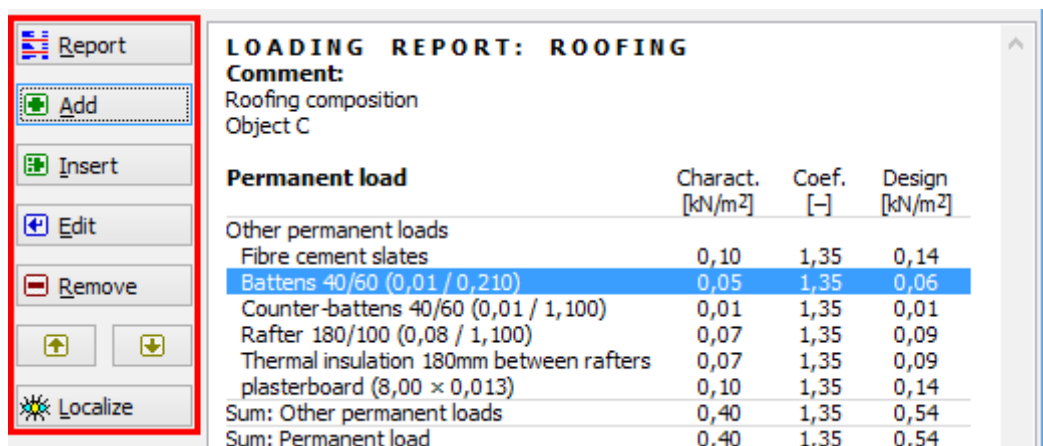 Report
Add
Insert
Edit
Remove
Localize
LOADING REPORT: ROOFING
Comment:
Roofing composition
Object C
Permanent load Charact. Coef. Design
[kN/m²] [–] [kN/m²]
Other permanent loads
Fibre cement slates 0,10 1,35 0,14
Battens 40/60 (0,01 / 0,210) 0,05 1,35 0,06
Counter-battens 40/60 (0,01 / 1,100) 0,01 1,35 0,01
Rafter 180/100 (0,08 / 1,100) 0,07 1,35 0,09
Thermal insulation 180mm between rafters 0,07 1,35 0,09
plasterboard (8,00 × 0,013) 0,10 1,35 0,14
Sum: Other permanent loads 0,40 1,35 0,54
Sum: Permanent load 0,40 1,35 0,54